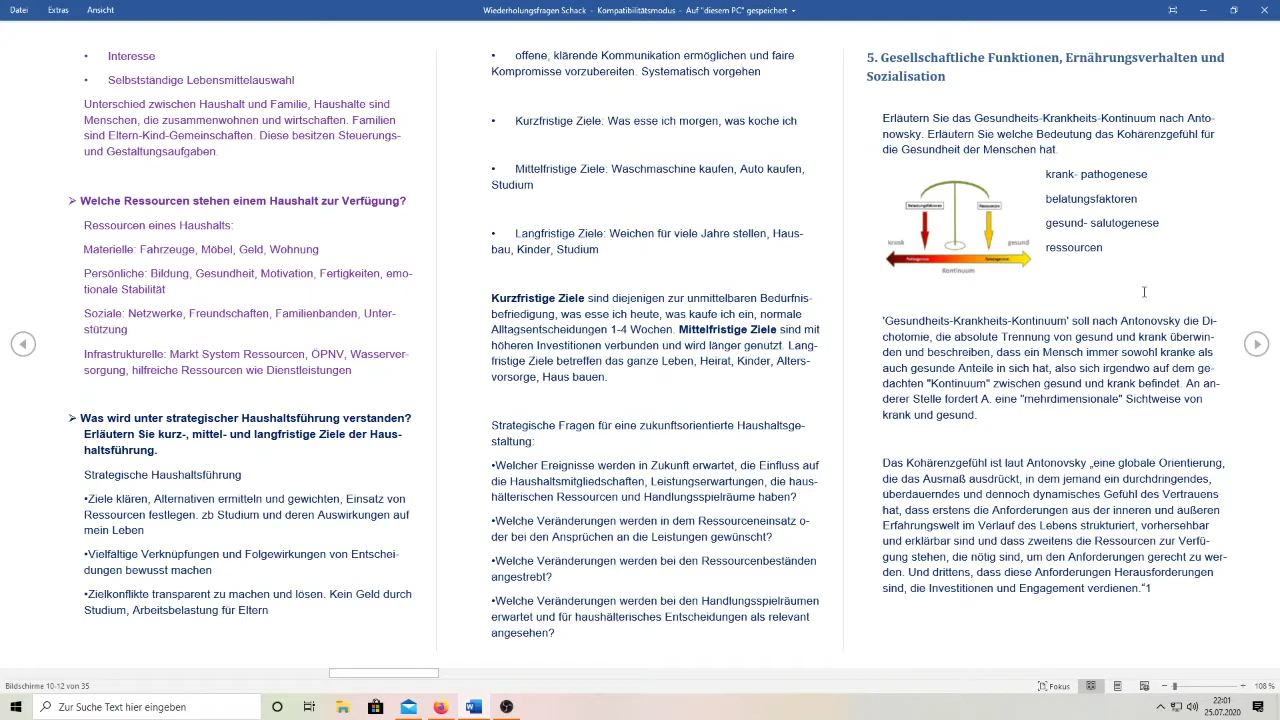 Datei Extras Ansicht
Wiederholungsfragen Schack - Kompatibilitätsmodus - Auf "diesem PC" gespeichert
• Interesse
• Selbstständige Lebensmittelauswahl
Unterschied zwischen Haushalt und Familie, Haushalte sind
Menschen, die zusammenwohnen und wirtschaften. Familien
sind Eltern-Kind-Gemeinschaften. Diese besitzen Steuerungs-
und Gestaltungsaufgaben.
➢ Welche Ressourcen stehen einem Haushalt zur Verfügung?
Ressourcen eines Haushalts:
Materielle: Fahrzeuge, Möbel, Geld, Wohnung
Persönliche: Bildung, Gesundheit, Motivation, Fertigkeiten, emo-
tionale Stabilität
Soziale: Netzwerke, Freundschaften, Familienbanden, Unter-
stützung
Infrastrukturelle: Markt System Ressourcen, ÖPNV, Wasserver-
sorgung, hilfreiche Ressourcen wie Dienstleistungen
➢ Was wird unter strategischer Haushaltsführung verstanden?
Erläutern Sie kurz-, mittel- und langfristige Ziele der Haus-
haltsführung.
Strategische Haushaltsführung
•Ziele klären, Alternativen ermitteln und gewichten, Einsatz von
Ressourcen festlegen. zb Studium und deren Auswirkungen auf
mein Leben
•Vielfältige Verknüpfungen und Folgewirkungen von Entschei-
dungen bewusst machen
•Zielkonflikte transparent zu machen und lösen. Kein Geld durch
Studium, Arbeitsbelastung für Eltern
• offene, klärende Kommunikation ermöglichen und faire
Kompromisse vorzubereiten. Systematisch vorgehen
• Kurzfristige Ziele: Was esse ich morgen, was koche ich
• Mittelfristige Ziele: Waschmaschine kaufen, Auto kaufen,
Studium
• Langfristige Ziele: Weichen für viele Jahre stellen, Haus-
bau, Kinder, Studium
Kurzfristige Ziele sind diejenigen zur unmittelbaren Bedürfnis-
befriedigung, was esse ich heute, was kaufe ich ein, normale
Alltagsentscheidungen 1-4 Wochen. Mittelfristige Ziele sind mit
höheren Investitionen verbunden und wird länger genutzt. Lang-
fristige Ziele betreffen das ganze Leben, Heirat, Kinder, Alters-
vorsorge, Haus bauen.
Strategische Fragen für eine zukunftsorientierte Haushaltsge-
staltung:
•Welcher Ereignisse werden in Zukunft erwartet, die Einfluss auf
die Haushaltsmitgliedschaften, Leistungserwartungen, die haus-
hälterischen Ressourcen und Handlungsspielräume haben?
•Welche Veränderungen werden in dem Ressourceneinsatz o-
der bei den Ansprüchen an die Leistungen gewünscht?
•Welche Veränderungen werden bei den Ressourcenbeständen
angestrebt?
•Welche Veränderungen werden bei den Handlungsspielräumen
erwartet und für haushälterisches Entscheidungen als relevant
angesehen?
5. Gesellschaftliche Funktionen, Ernährungsverhalten und
Sozialisation
Erläutern Sie das Gesundheits-Krankheits-Kontinuum nach Anto-
nowsky. Erläutern Sie welche Bedeutung das Kohärenzgefühl für
die Gesundheit der Menschen hat.
krank- pathogenese
belatungsfaktoren
gesund- salutogenese
ressourcen
Belastungsfaktoren Ressourcen
krank gesund
Pathogenese Salutogenese
Kontinuum
'Gesundheits-Krankheits-Kontinuum' soll nach Antonovsky die Di-
chotomie, die absolute Trennung von gesund und krank überwin-
den und beschreiben, dass ein Mensch immer sowohl kranke als
auch gesunde Anteile in sich hat, also sich irgendwo auf dem ge-
dachten "Kontinuum" zwischen gesund und krank befindet. An an-
derer Stelle fordert A. eine "mehrdimensionale" Sichtweise von
krank und gesund.
Das Kohärenzgefühl ist laut Antonovsky „eine globale Orientierung,
die das Ausmaß ausdrückt, in dem jemand ein durchdringendes,
überdauerndes und dennoch dynamisches Gefühl des Vertrauens
hat, dass erstens die Anforderungen aus der inneren und äußeren
Erfahrungswelt im Verlauf des Lebens strukturiert, vorhersehbar
und erklärbar sind und dass zweitens die Ressourcen zur Verfü-
gung stehen, die nötig sind, um den Anforderungen gerecht zu wer-
den. Und drittens, dass diese Anforderungen Herausforderungen
sind, die Investitionen und Engagement verdienen.“1
Bildschirme 10-12 von 35
Fokus
108 %
Zur Suche Text hier eingeben
22:01
25.07.2020